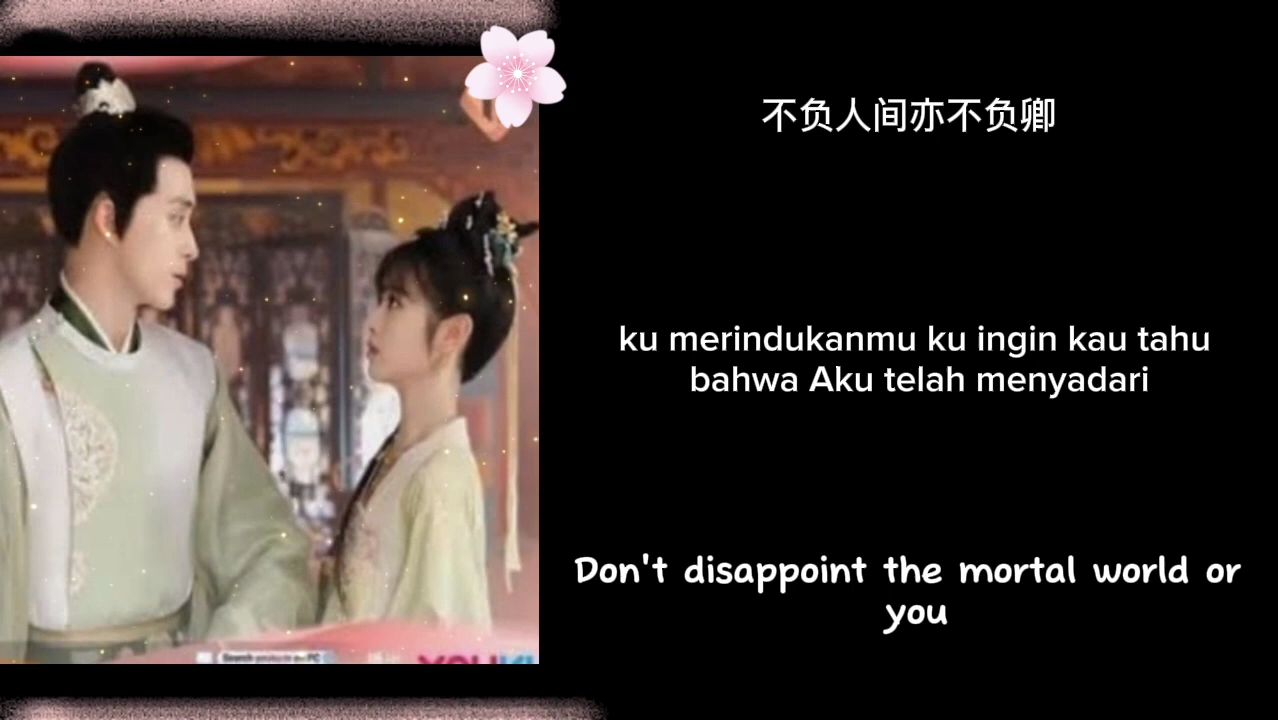 不负人间亦不负卿
ku merindukanmu ku ingin kau tahu
bahwa Aku telah menyadari
Don't disappoint the mortal world or
you